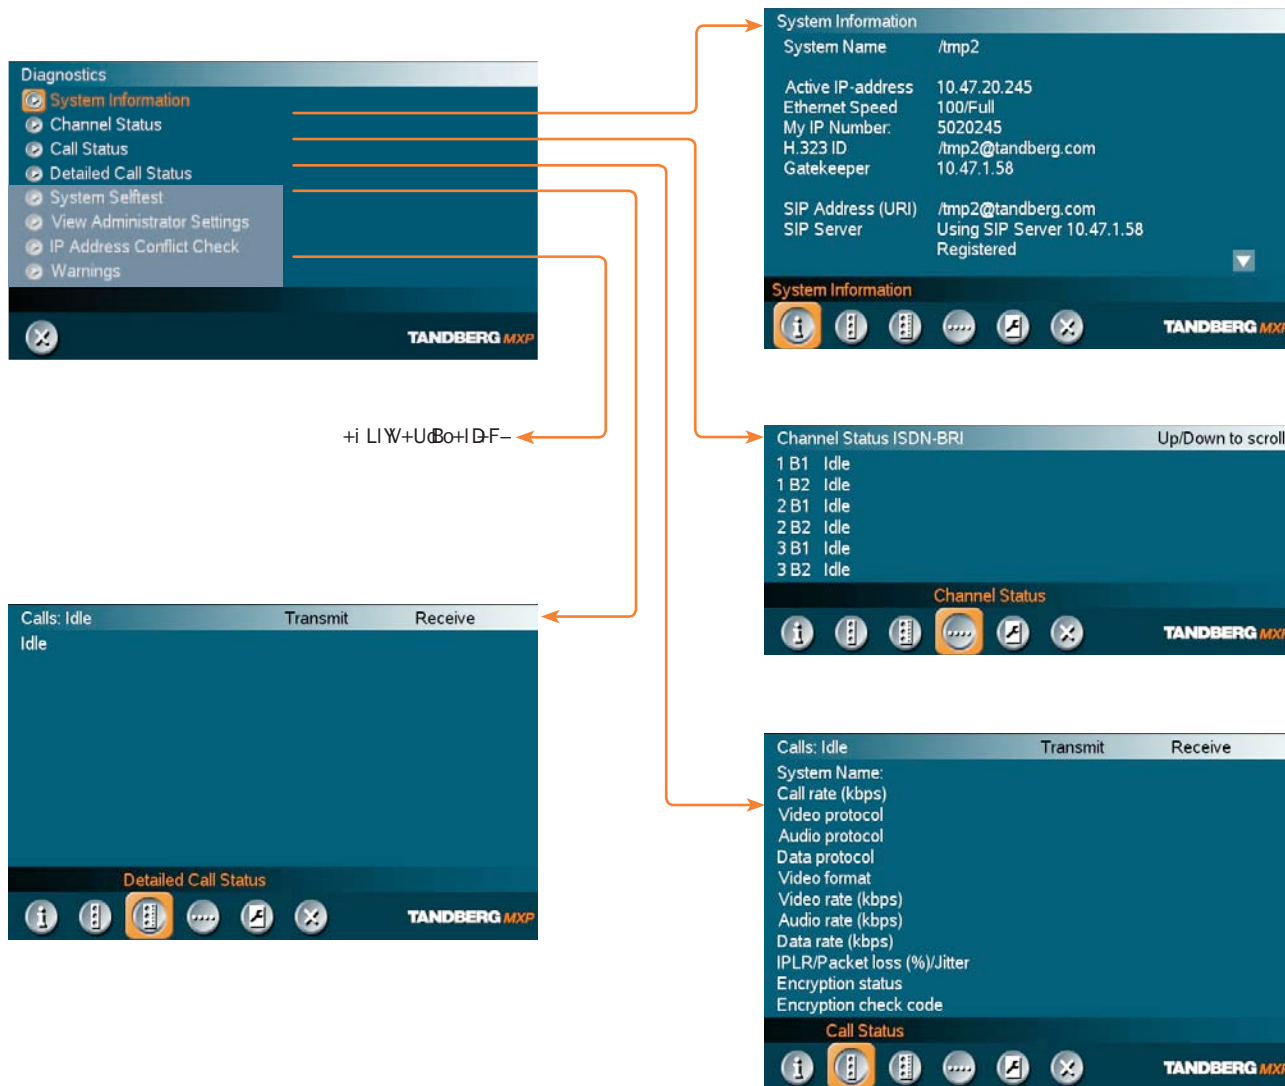 Diagnostics
System Information
Channel Status
Call Status
Detailed Call Status
System Selftest
View Administrator Settings
IP Address Conflict Check
Warnings
TANDBERG MXP
System Information
System Name /tmp2
Active IP-address 10.47.20.245
Ethernet Speed 100/Full
My IP Number: 5020245
H.323 ID /tmp2@tandberg.com
Gatekeeper 10.47.1.58
SIP Address (URI) /tmp2@tandberg.com
SIP Server Using SIP Server 10.47.1.58
Registered
System Information
TANDBERG MXP
Channel Status ISDN-BRI Up/Down to scroll
1 B1 Idle
1 B2 Idle
2 B1 Idle
2 B2 Idle
3 B1 Idle
3 B2 Idle
Channel Status
TANDBERG MXP
Calls: Idle Transmit Receive
Idle
Detailed Call Status
TANDBERG MXP
Calls: Idle Transmit Receive
System Name:
Call rate (kbps)
Video protocol
Audio protocol
Data protocol
Video format
Video rate (kbps)
Audio rate (kbps)
Data rate (kbps)
IPLR/Packet loss (%)/Jitter
Encryption status
Encryption check code
Call Status
TANDBERG MXP